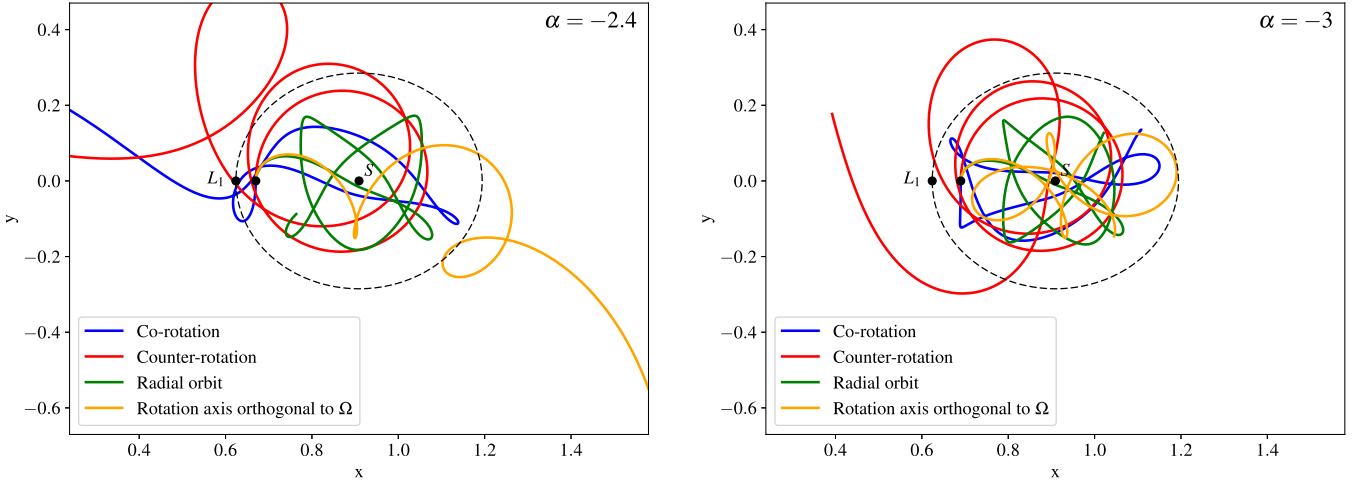 α = −2.4
0.4
0.2
0.0
−0.2
−0.4
−0.6
y
L1
S
Co-rotation
Counter-rotation
Radial orbit
Rotation axis orthogonal to Ω
0.4 0.6 0.8 1.0 1.2 1.4
x
α = −3
0.4
0.2
0.0
−0.2
−0.4
−0.6
y
L1
S
Co-rotation
Counter-rotation
Radial orbit
Rotation axis orthogonal to Ω
0.4 0.6 0.8 1.0 1.2 1.4
x